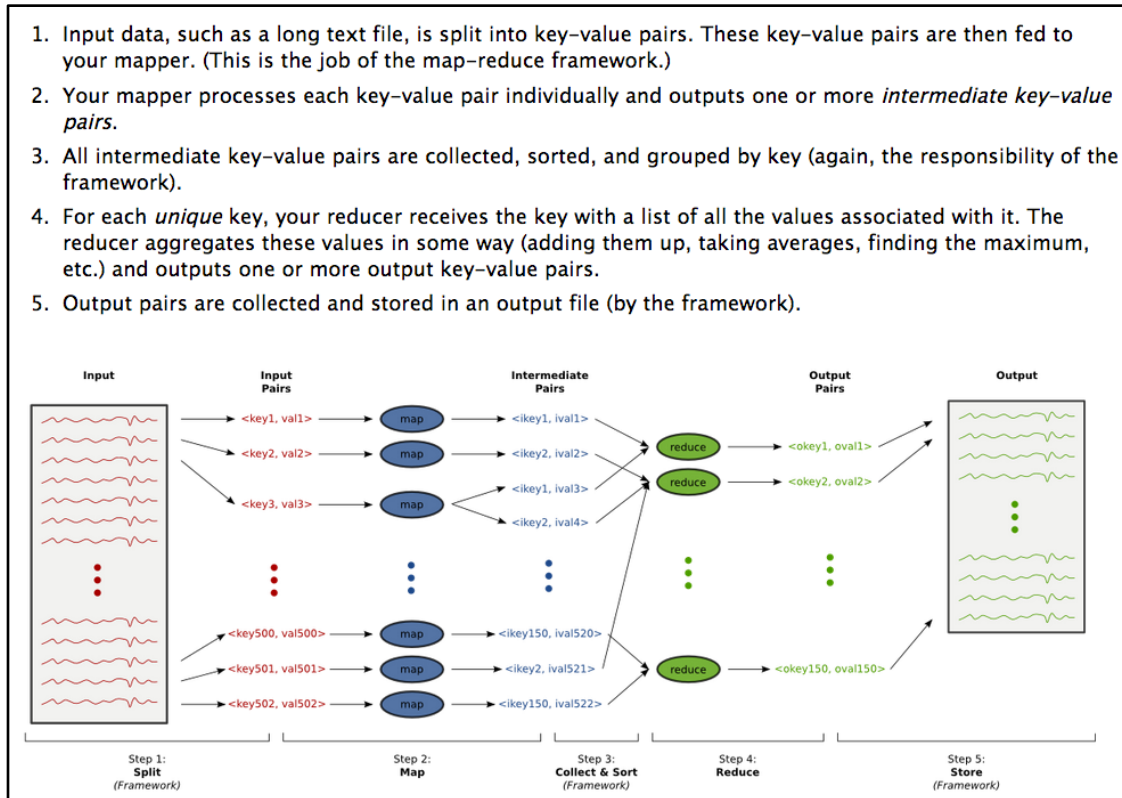 1. Input data, such as a long text file, is split into key-value pairs. These key-value pairs are then fed to
your mapper. (This is the job of the map-reduce framework.)
2. Your mapper processes each key-value pair individually and outputs one or more intermediate key-value
pairs.
3. All intermediate key-value pairs are collected, sorted, and grouped by key (again, the responsibility of the
framework).
4. For each unique key, your reducer receives the key with a list of all the values associated with it. The
reducer aggregates these values in some way (adding them up, taking averages, finding the maximum,
etc.) and outputs one or more output key-value pairs.
5. Output pairs are collected and stored in an output file (by the framework).
Input
Input
Pairs
Intermediate
Pairs
Output
Pairs
Output
<key1, val1>
map
<ikey1, ival1>
reduce
<okey1, oval1>
<key2, val2>
map
<ikey2, ival2>
reduce
<okey2, oval2>
<key3, val3>
map
<ikey1, ival3>
<ikey2, ival4>
<key500, val500>
map
<ikey150, ival520>
<key501, val501>
map
<ikey2, ival521>
reduce
<okey150, oval150>
<key502, val502>
map
<ikey150, ival522>
Step 1:
Split
(Framework)
Step 2:
Map
Step 3:
Collect & Sort
(Framework)
Step 4:
Reduce
Step 5:
Store
(Framework)